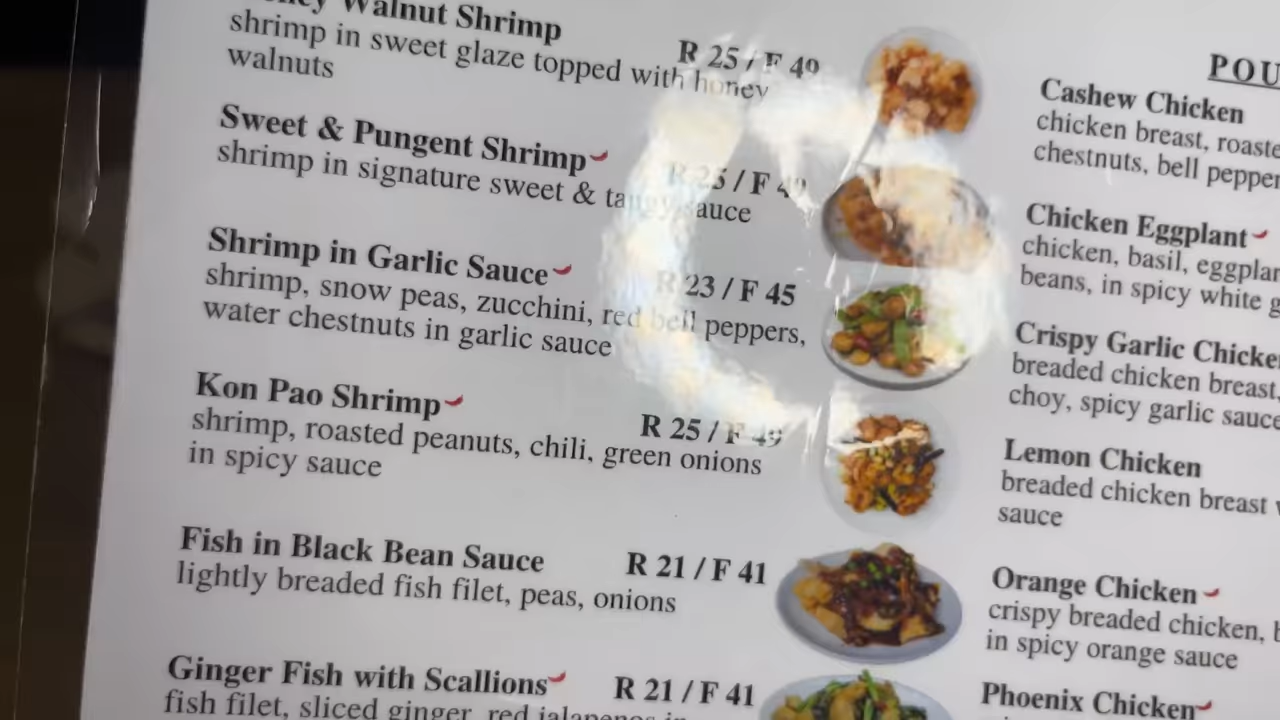 Walnut Shrimp
R 25 / F 49
shrimp in sweet glaze topped with honey
walnuts
Sweet & Pungent Shrimp
R 25 / F 49
shrimp in signature sweet & tangy sauce
Shrimp in Garlic Sauce
R 23 / F 45
shrimp, snow peas, zucchini, red bell peppers,
water chestnuts in garlic sauce
Kon Pao Shrimp
R 25 / F 49
shrimp, roasted peanuts, chili, green onions
in spicy sauce
Fish in Black Bean Sauce
R 21 / F 41
lightly breaded fish filet, peas, onions
Ginger Fish with Scallions
R 21 / F 41
fish filet, sliced ginger, red jalapenos in
POU
Cashew Chicken
chicken breast, roaste
chestnuts, bell pepper
Chicken Eggplant
chicken, basil, eggplan
beans, in spicy white g
Crispy Garlic Chicke
breaded chicken breast,
choy, spicy garlic sauce
Lemon Chicken
breaded chicken breast
sauce
Orange Chicken
crispy breaded chicken, b
in spicy orange sauce
Phoenix Chicken